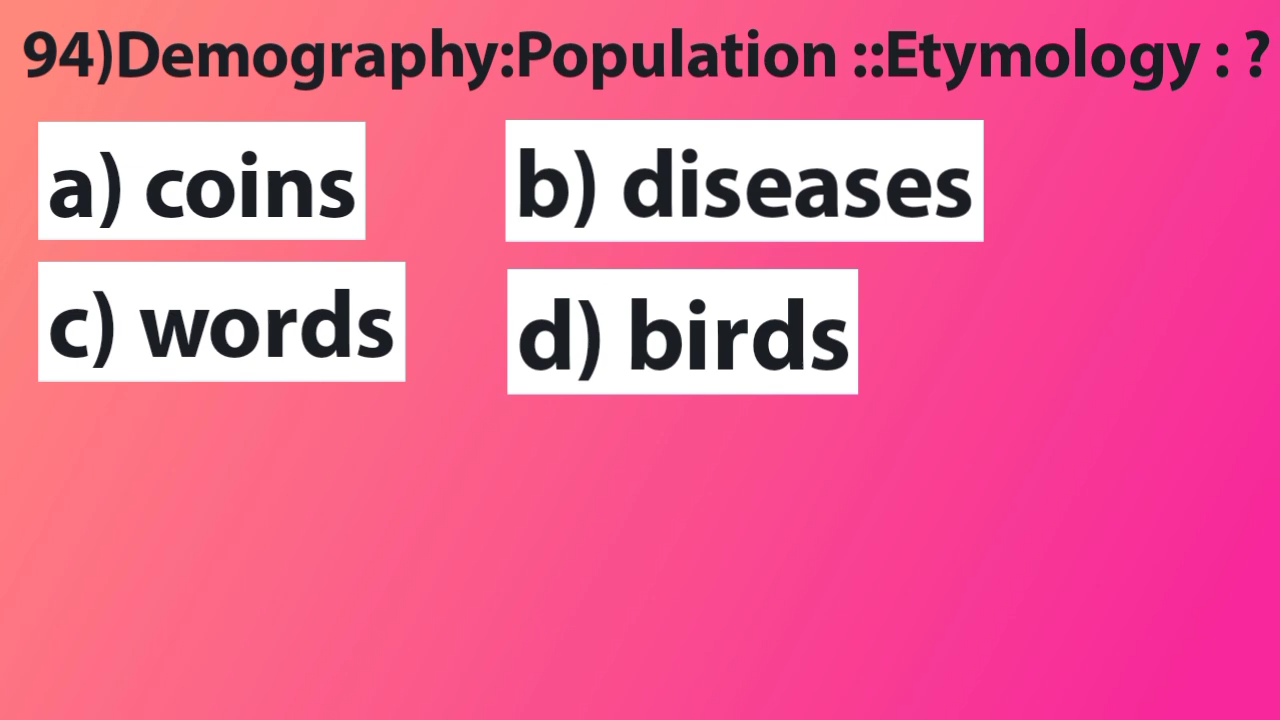 94)Demography:Population ::Etymology : ?
a) coins
b) diseases
c) words
d) birds